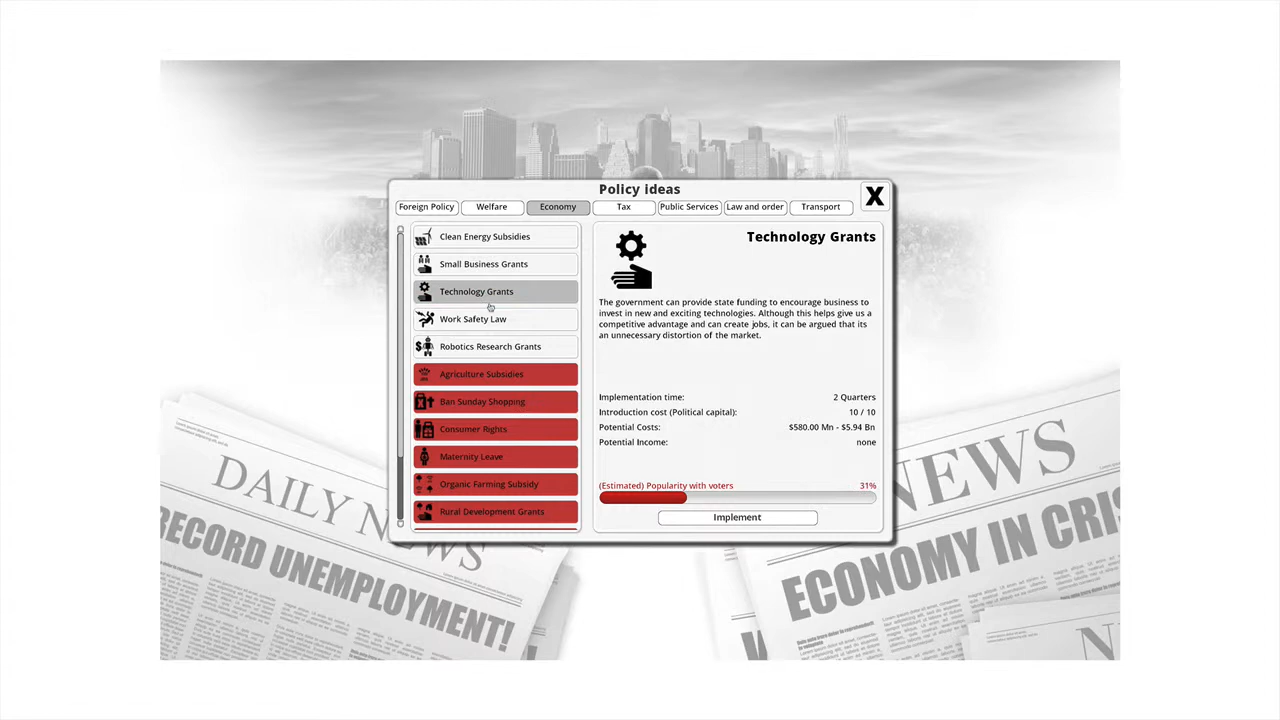 Policy ideas
X
Foreign Policy
Welfare
Economy
Tax
Public Services
Law and order
Transport
Clean Energy Subsidies
Small Business Grants
Technology Grants
Work Safety Law
Robotics Research Grants
Agriculture Subsidies
Ban Sunday Shopping
Consumer Rights
Maternity Leave
Organic Farming Subsidy
Rural Development Grants
Technology Grants
The government can provide state funding to encourage business to
invest in new and exciting technologies. Although this helps give us a
competitive advantage and can create jobs, it can be argued that its
an unnecessary distortion of the market.
Implementation time: 2 Quarters
Introduction cost (Political capital): 10 / 10
Potential Costs: $580.00 Mn - $5.94 Bn
Potential Income: none
(Estimated) Popularity with voters 31%
Implement
DAILY NEWS
RECORD UNEMPLOYMENT!
NEWS
ECONOMY IN CRIS